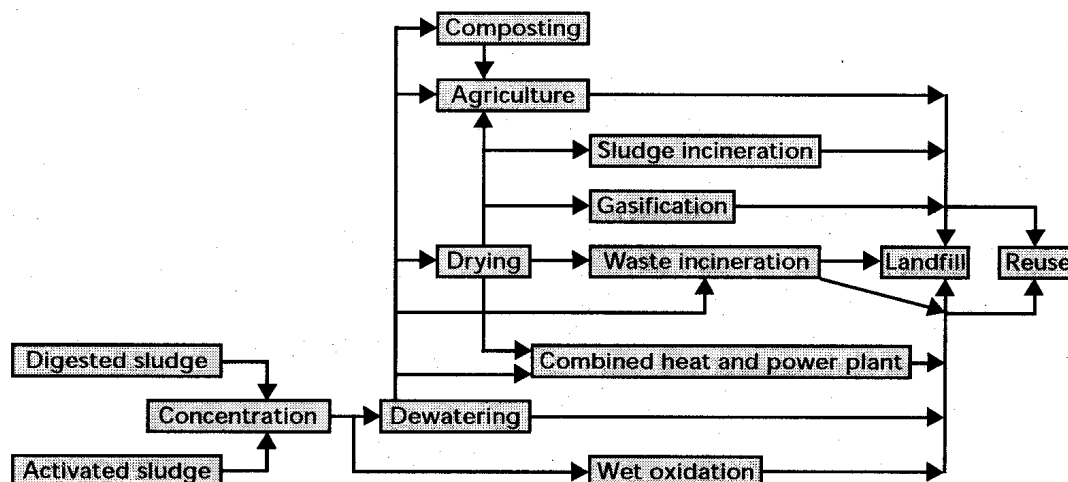 Composting
Agriculture
Sludge incineration
Gasification
Drying
Waste incineration
Landfill
Reuse
Digested sludge
Combined heat and power plant
Concentration
Dewatering
Activated sludge
Wet oxidation